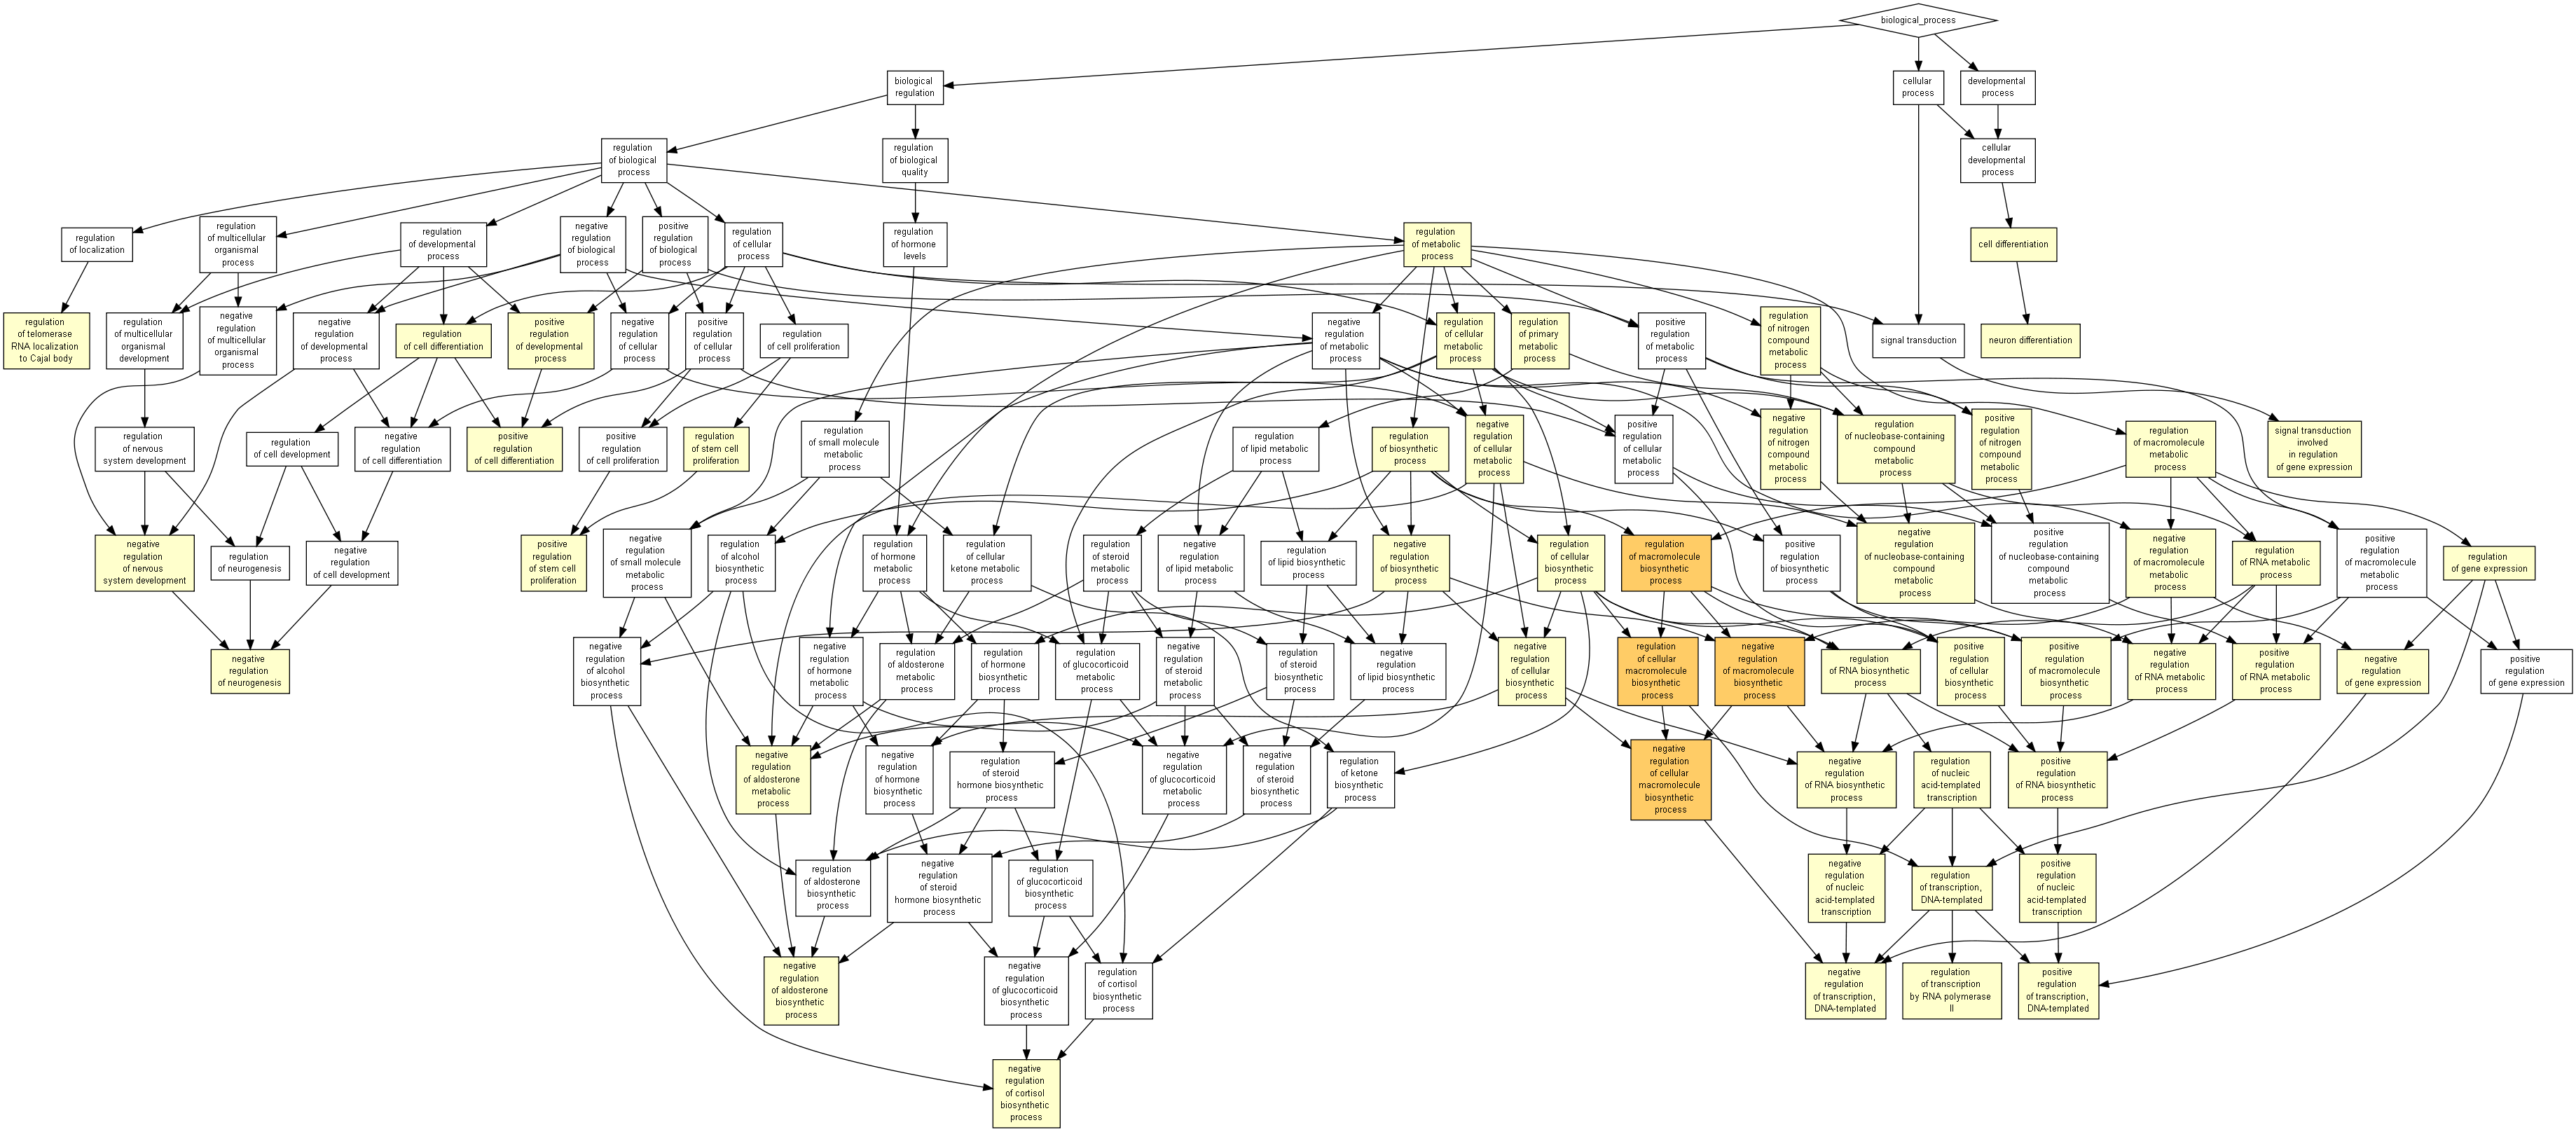 biological_process
biological
regulation
cellular
process
developmental
process
regulation
of biological
process
regulation
of biological
quality
cellular
developmental
process
regulation
of localization
regulation
of multicellular
organismal
process
regulation
of developmental
process
negative
regulation
of biological
process
positive
regulation
of biological
process
regulation
of cellular
process
regulation
of hormone
levels
regulation
of metabolic
process
cell differentiation
regulation
of telomerase
RNA localization
to Cajal body
regulation
of multicellular
organismal
development
negative
regulation
of multicellular
organismal
process
negative
regulation
of developmental
process
regulation
of cell differentiation
positive
regulation
of developmental
process
negative
regulation
of cellular
process
positive
regulation
of cellular
process
regulation
of cell proliferation
negative
regulation
of metabolic
process
regulation
of cellular
metabolic
process
regulation
of primary
metabolic
process
positive
regulation
of metabolic
process
regulation
of nitrogen
compound
metabolic
process
signal transduction
neuron differentiation
regulation
of nervous
system development
regulation
of cell development
negative
regulation
of cell differentiation
positive
regulation
of cell differentiation
positive
regulation
of cell proliferation
regulation
of stem cell
proliferation
regulation
of small molecule
metabolic
process
regulation
of lipid metabolic
process
regulation
of biosynthetic
process
negative
regulation
of cellular
metabolic
process
positive
regulation
of cellular
metabolic
process
negative
regulation
of nitrogen
compound
metabolic
process
regulation
of nucleobase-containing
compound
metabolic
process
positive
regulation
of nitrogen
compound
metabolic
process
regulation
of macromolecule
metabolic
process
signal transduction
involved
in regulation
of gene expression
negative
regulation
of nervous
system development
regulation
of neurogenesis
negative
regulation
of cell development
positive
regulation
of stem cell
proliferation
negative
regulation
of small molecule
metabolic
process
regulation
of alcohol
biosynthetic
process
regulation
of hormone
metabolic
process
regulation
of cellular
ketone metabolic
process
regulation
of steroid
metabolic
process
negative
regulation
of lipid metabolic
process
regulation
of lipid biosynthetic
process
negative
regulation
of biosynthetic
process
regulation
of cellular
biosynthetic
process
regulation
of macromolecule
biosynthetic
process
positive
regulation
of biosynthetic
process
negative
regulation
of nucleobase-containing
compound
metabolic
process
positive
regulation
of nucleobase-containing
compound
metabolic
process
negative
regulation
of macromolecule
metabolic
process
regulation
of RNA metabolic
process
positive
regulation
of macromolecule
metabolic
process
regulation
of gene expression
negative
regulation
of neurogenesis
negative
regulation
of alcohol
biosynthetic
process
negative
regulation
of hormone
metabolic
process
regulation
of aldosterone
metabolic
process
regulation
of hormone
biosynthetic
process
regulation
of glucocorticoid
metabolic
process
negative
regulation
of steroid
metabolic
process
regulation
of steroid
biosynthetic
process
negative
regulation
of lipid biosynthetic
process
negative
regulation
of cellular
biosynthetic
process
regulation
of cellular
macromolecule
biosynthetic
process
negative
regulation
of macromolecule
biosynthetic
process
regulation
of RNA biosynthetic
process
positive
regulation
of cellular
biosynthetic
process
positive
regulation
of macromolecule
biosynthetic
process
negative
regulation
of RNA metabolic
process
positive
regulation
of RNA metabolic
process
negative
regulation
of gene expression
positive
regulation
of gene expression
negative
regulation
of aldosterone
metabolic
process
negative
regulation
of hormone
biosynthetic
process
regulation
of steroid
hormone biosynthetic
process
negative
regulation
of glucocorticoid
metabolic
process
negative
regulation
of steroid
biosynthetic
process
regulation
of ketone
biosynthetic
process
negative
regulation
of cellular
macromolecule
biosynthetic
process
negative
regulation
of RNA biosynthetic
process
regulation
of nucleic
acid-templated
transcription
positive
regulation
of RNA biosynthetic
process
regulation
of aldosterone
biosynthetic
process
negative
regulation
of steroid
hormone biosynthetic
process
regulation
of glucocorticoid
biosynthetic
process
negative
regulation
of nucleic
acid-templated
transcription
regulation
of transcription,
DNA-templated
positive
regulation
of nucleic
acid-templated
transcription
negative
regulation
of aldosterone
biosynthetic
process
negative
regulation
of glucocorticoid
biosynthetic
process
regulation
of cortisol
biosynthetic
process
negative
regulation
of transcription,
DNA-templated
regulation
of transcription
by RNA polymerase
II
positive
regulation
of transcription,
DNA-templated
negative
regulation
of cortisol
biosynthetic
process